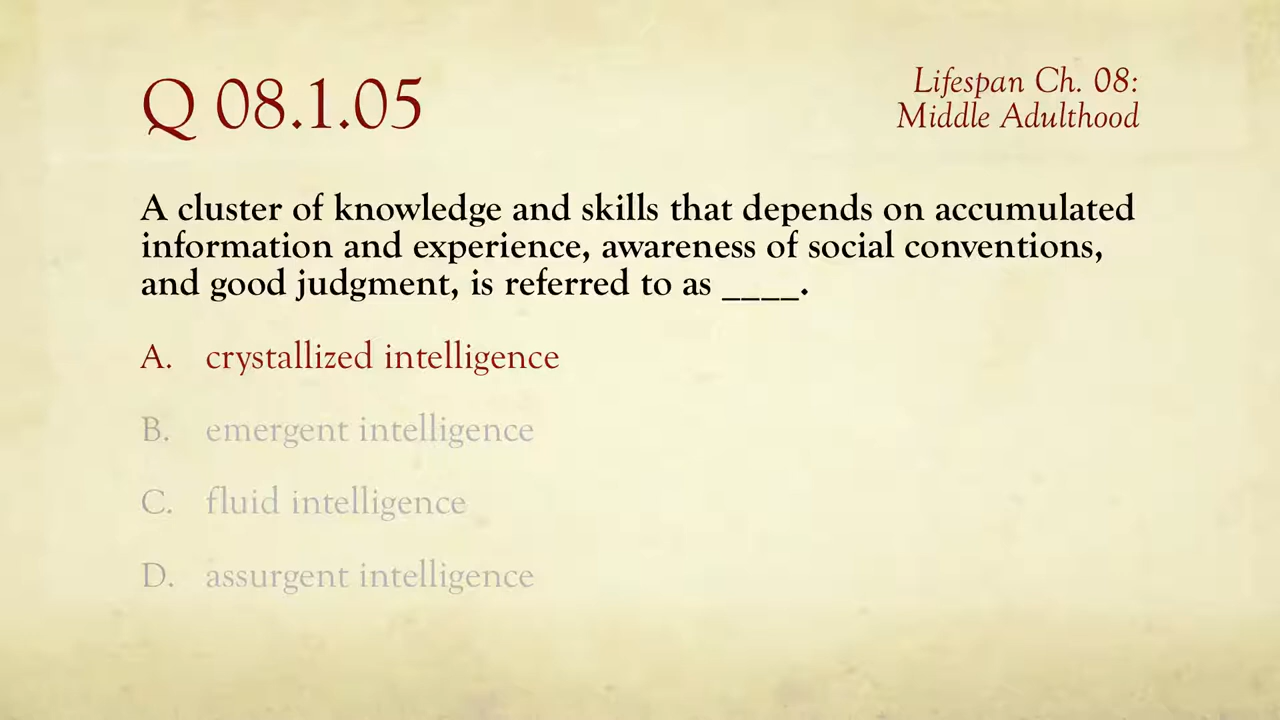 Q 08.1.05
Lifespan Ch. 08:
Middle Adulthood
A cluster of knowledge and skills that depends on accumulated
information and experience, awareness of social conventions,
and good judgment, is referred to as ____.
A. crystallized intelligence
B. emergent intelligence
C. fluid intelligence
D. assurgent intelligence